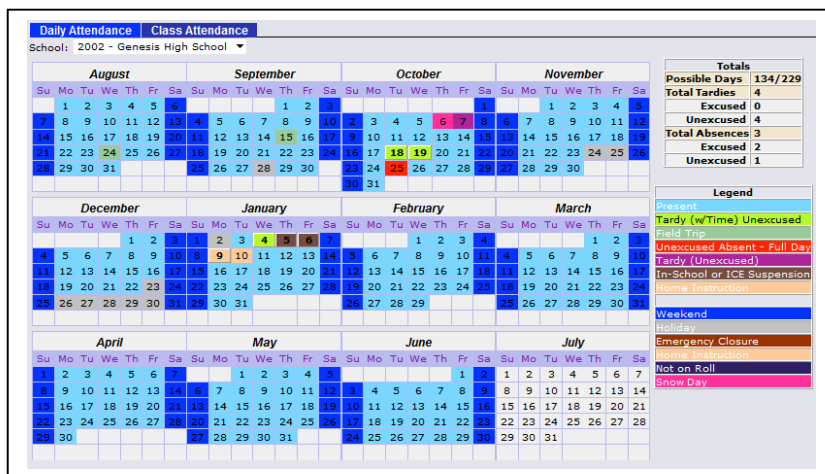 Daily Attendance Class Attendance
School: 2002 - Genesis High School
August
Su Mo Tu We Th Fr Sa
1 2 3 4 5 6
7 8 9 10 11 12 13
14 15 16 17 18 19 20
21 22 23 24 25 26 27
28 29 30 31
September
Su Mo Tu We Th Fr Sa
1 2 3
4 5 6 7 8 9 10
11 12 13 14 15 16 17
18 19 20 21 22 23 24
25 26 27 28 29 30
October
Su Mo Tu We Th Fr Sa
1
2 3 4 5 6 7 8
9 10 11 12 13 14 15
16 17 18 19 20 21 22
23 24 25 26 27 28 29
30 31
November
Su Mo Tu We Th Fr Sa
1 2 3 4 5
6 7 8 9 10 11 12
13 14 15 16 17 18 19
20 21 22 23 24 25 26
27 28 29 30
December
Su Mo Tu We Th Fr Sa
1 2 3
4 5 6 7 8 9 10
11 12 13 14 15 16 17
18 19 20 21 22 23 24
25 26 27 28 29 30 31
January
Su Mo Tu We Th Fr Sa
1 2 3 4 5 6 7
8 9 10 11 12 13 14
15 16 17 18 19 20 21
22 23 24 25 26 27 28
29 30 31
February
Su Mo Tu We Th Fr Sa
1 2 3 4
5 6 7 8 9 10 11
12 13 14 15 16 17 18
19 20 21 22 23 24 25
26 27 28 29
March
Su Mo Tu We Th Fr Sa
1 2 3
4 5 6 7 8 9 10
11 12 13 14 15 16 17
18 19 20 21 22 23 24
25 26 27 28 29 30 31
April
Su Mo Tu We Th Fr Sa
1 2 3 4 5 6 7
8 9 10 11 12 13 14
15 16 17 18 19 20 21
22 23 24 25 26 27 28
29 30
May
Su Mo Tu We Th Fr Sa
1 2 3 4 5
6 7 8 9 10 11 12
13 14 15 16 17 18 19
20 21 22 23 24 25 26
27 28 29 30 31
June
Su Mo Tu We Th Fr Sa
1 2
3 4 5 6 7 8 9
10 11 12 13 14 15 16
17 18 19 20 21 22 23
24 25 26 27 28 29 30
July
Su Mo Tu We Th Fr Sa
1 2 3 4 5 6 7
8 9 10 11 12 13 14
15 16 17 18 19 20 21
22 23 24 25 26 27 28
29 30 31
Totals
Possible Days 134/229
Total Tardies 4
Excused 0
Unexcused 4
Total Absences 3
Excused 2
Unexcused 1
Legend
Present
Tardy (w/Time) Unexcused
Field Trip
Unexcused Absent - Full Day
Tardy (Unexcused)
In-School or ICE Suspension
Home Instruction
Weekend
Holiday
Emergency Closure
Home Instruction
Not on Roll
Snow Day